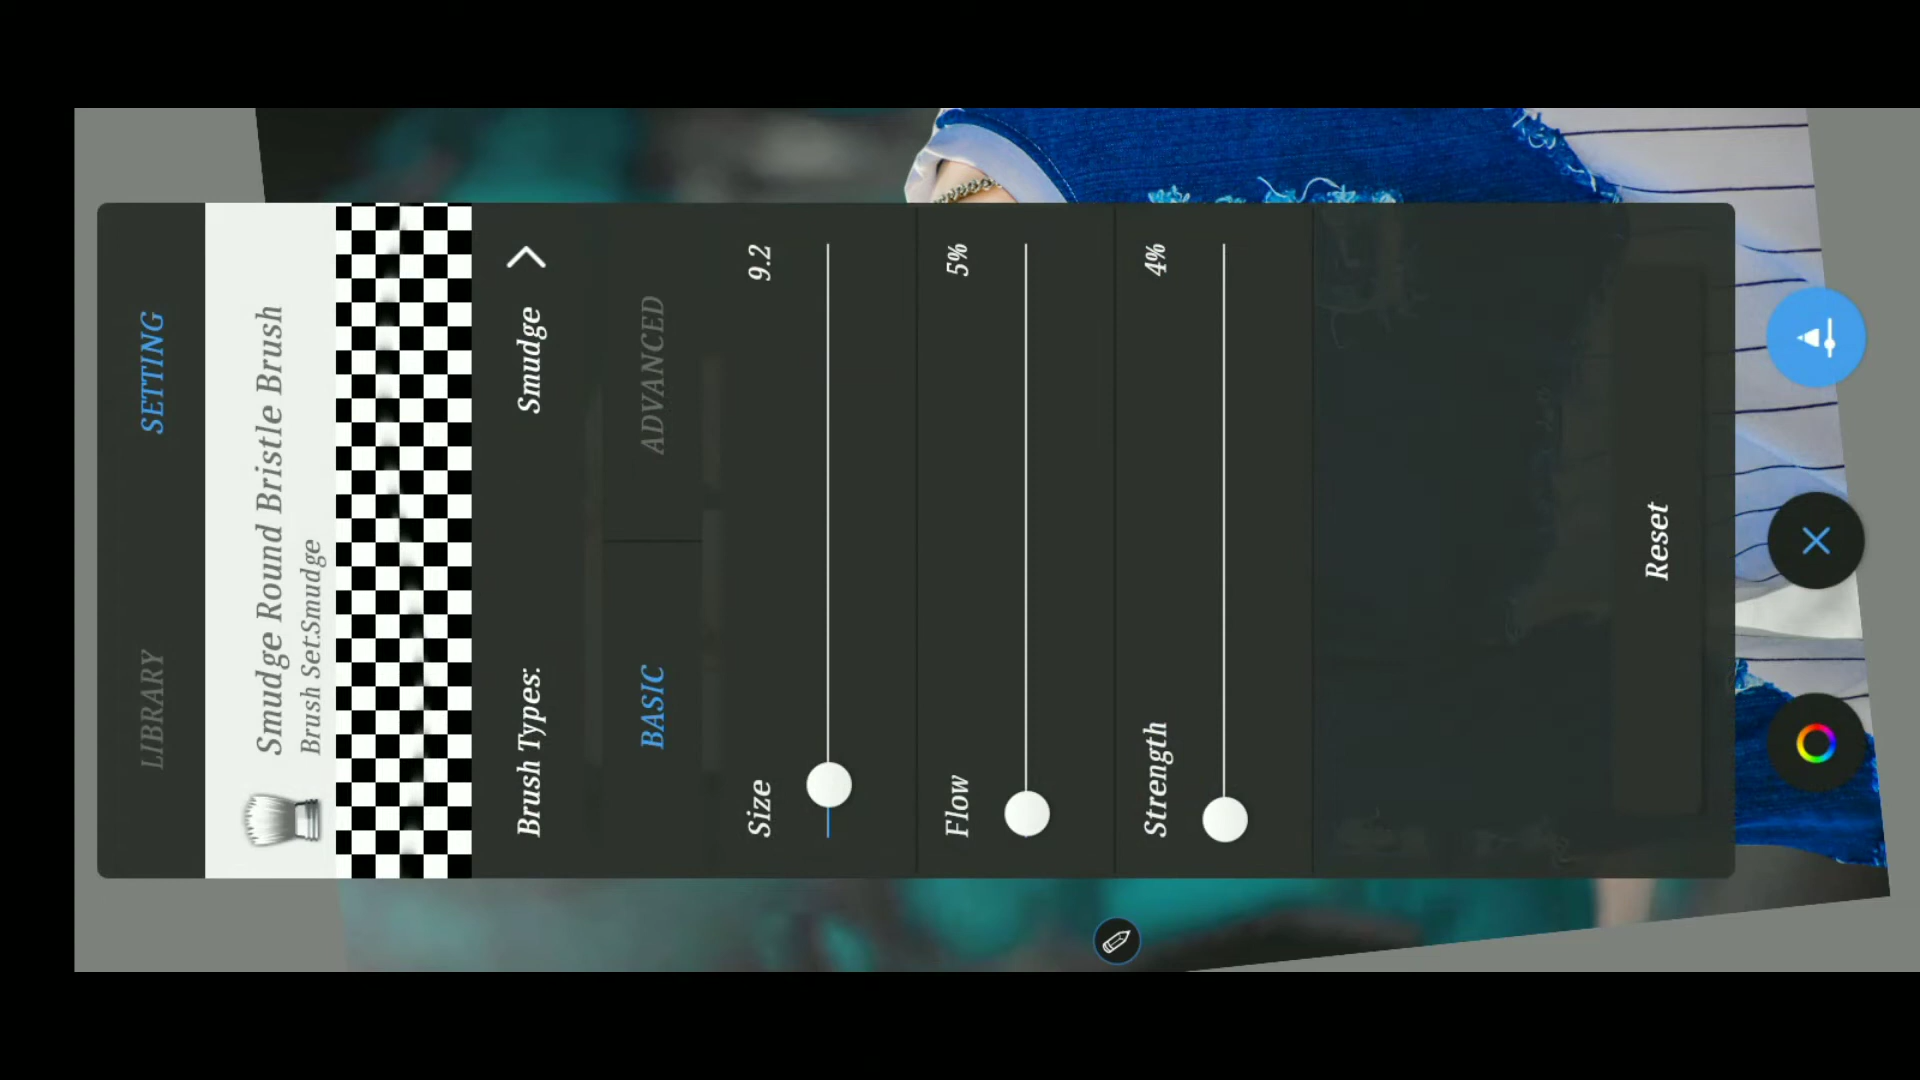 LIBRARY SETTING
Smudge Round Bristle Brush
Brush Set:Smudge
Brush Types: Smudge
BASIC ADVANCED
Size 9.2
Flow 5%
Strength 4%
Reset